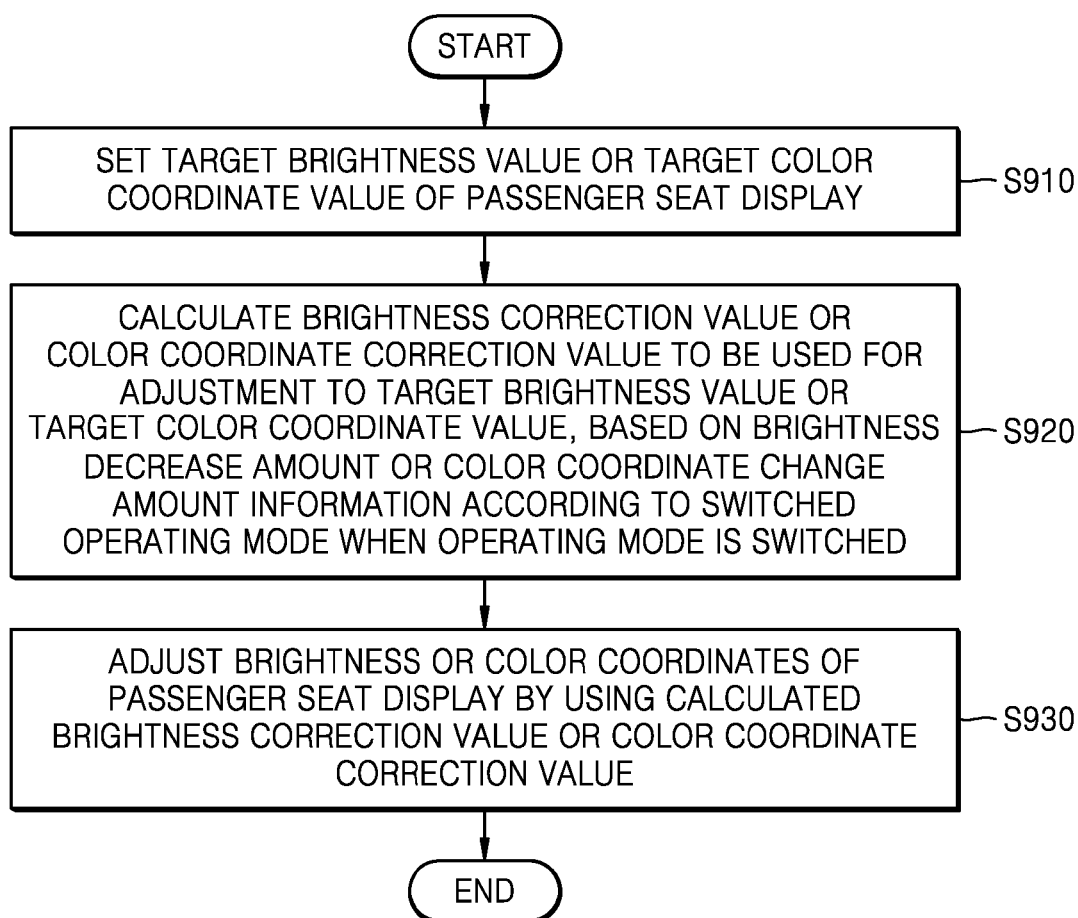 START
SET TARGET BRIGHTNESS VALUE OR TARGET COLOR
COORDINATE VALUE OF PASSENGER SEAT DISPLAY
S910
CALCULATE BRIGHTNESS CORRECTION VALUE OR
COLOR COORDINATE CORRECTION VALUE TO BE USED FOR
ADJUSTMENT TO TARGET BRIGHTNESS VALUE OR
TARGET COLOR COORDINATE VALUE, BASED ON BRIGHTNESS
DECREASE AMOUNT OR COLOR COORDINATE CHANGE
AMOUNT INFORMATION ACCORDING TO SWITCHED
OPERATING MODE WHEN OPERATING MODE IS SWITCHED
S920
ADJUST BRIGHTNESS OR COLOR COORDINATES OF
PASSENGER SEAT DISPLAY BY USING CALCULATED
BRIGHTNESS CORRECTION VALUE OR COLOR COORDINATE
CORRECTION VALUE
S930
END